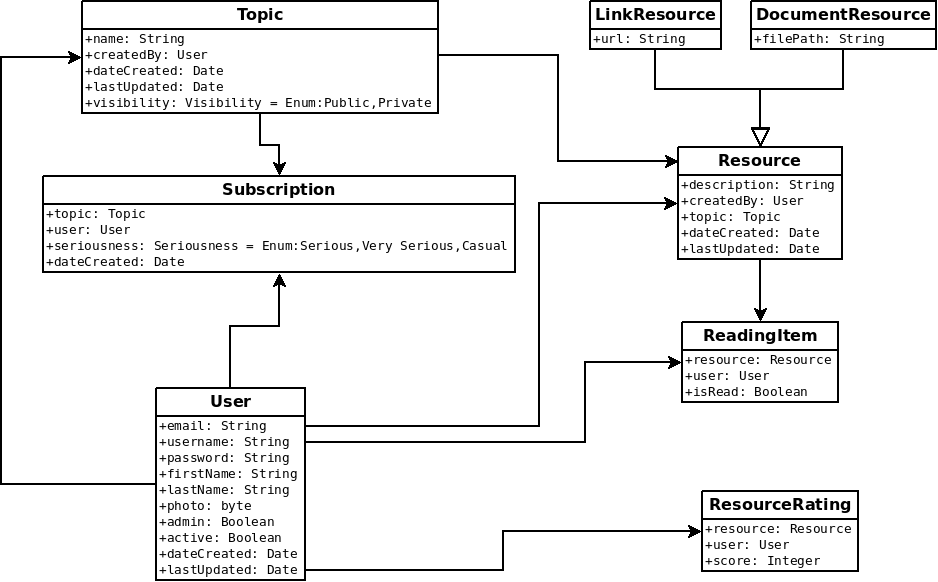 Topic
+name: String
+createdBy: User
+dateCreated: Date
+lastUpdated: Date
+visibility: Visibility = Enum:Public,Private
LinkResource
+url: String
DocumentResource
+filePath: String
Subscription
+topic: Topic
+user: User
+seriousness: Seriousness = Enum:Serious,Very Serious,Casual
+dateCreated: Date
Resource
+description: String
+createdBy: User
+topic: Topic
+dateCreated: Date
+lastUpdated: Date
ReadingItem
+resource: Resource
+user: User
+isRead: Boolean
User
+email: String
+username: String
+password: String
+firstName: String
+lastName: String
+photo: byte
+admin: Boolean
+active: Boolean
+dateCreated: Date
+lastUpdated: Date
ResourceRating
+resource: Resource
+user: User
+score: Integer